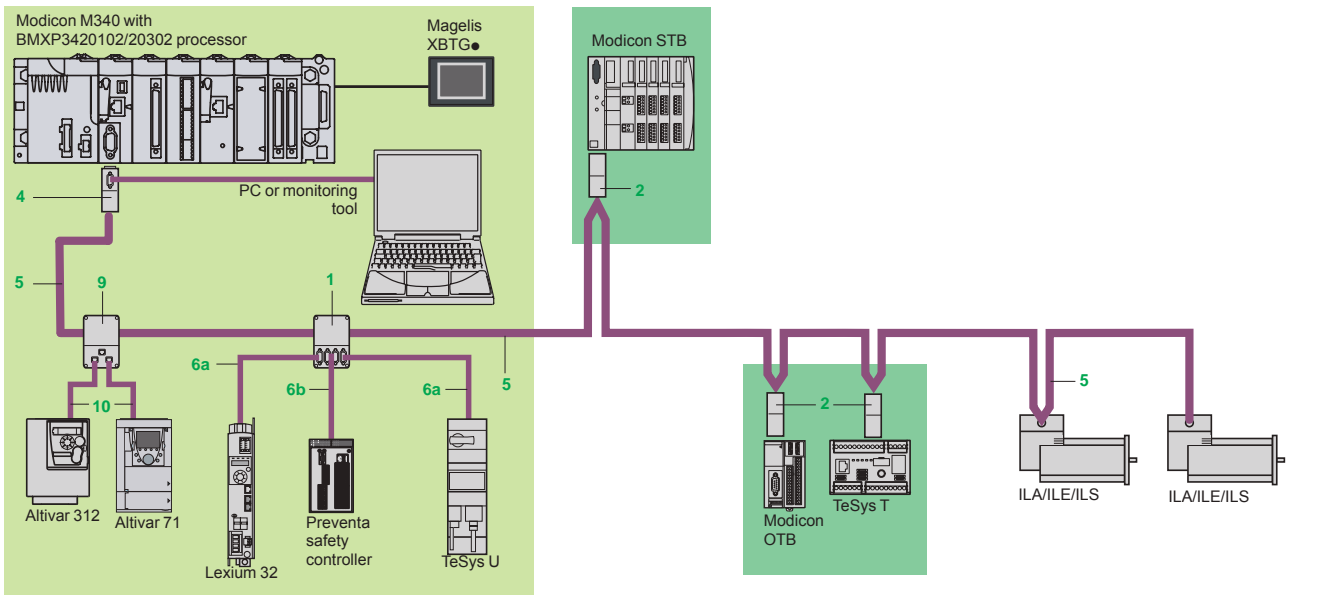 Modicon M340 with
BMXP3420102/20302 processor
Magelis
XBTG●
Modicon STB
4
PC or monitoring
tool
2
5
9
1
6a
6b
6a
5
5
10
2
Altivar 312
Altivar 71
Lexium 32
Preventa
safety
controller
TeSys U
Modicon
OTB
TeSys T
ILA/ILE/ILS
ILA/ILE/ILS